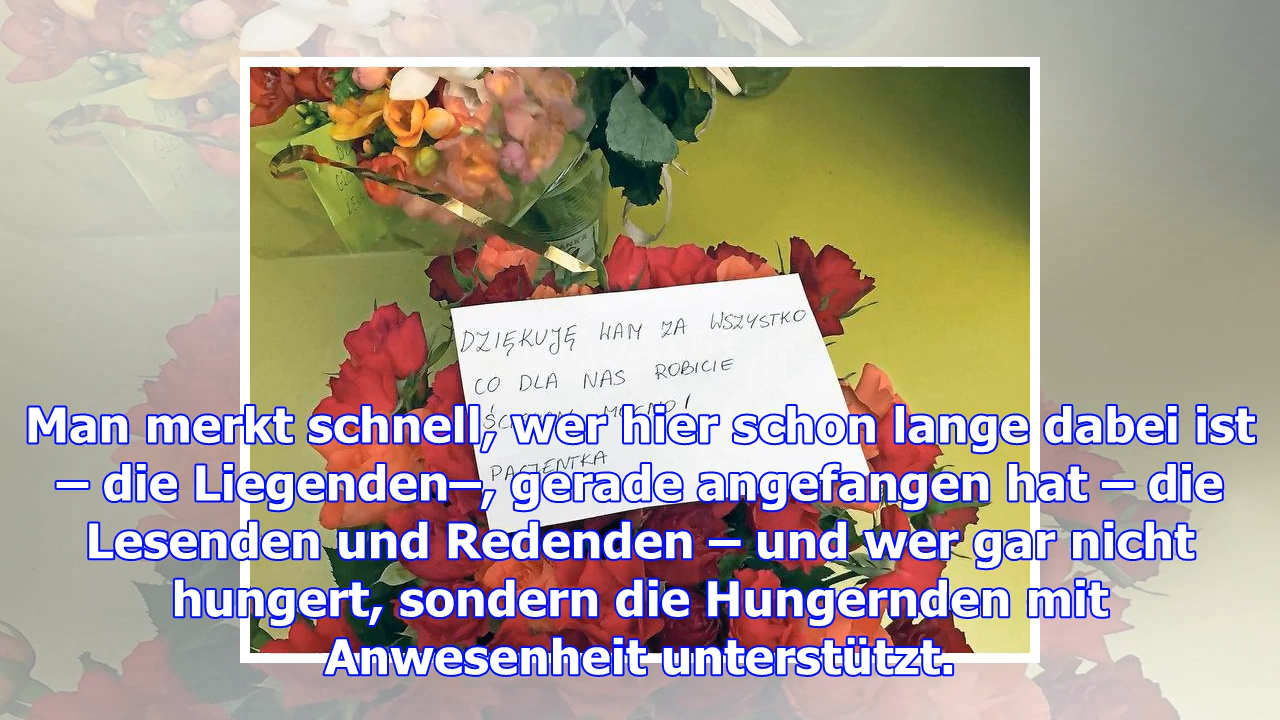 DZIĘKUJĘ WAM ZA WSZYSTKO
CO DLA NAS ROBICIE
PACJENTKA
Man merkt schnell, wer hier schon lange dabei ist
– die Liegenden–, gerade angefangen hat – die
Lesenden und Redenden – und wer gar nicht
hungert, sondern die Hungernden mit
Anwesenheit unterstützt.